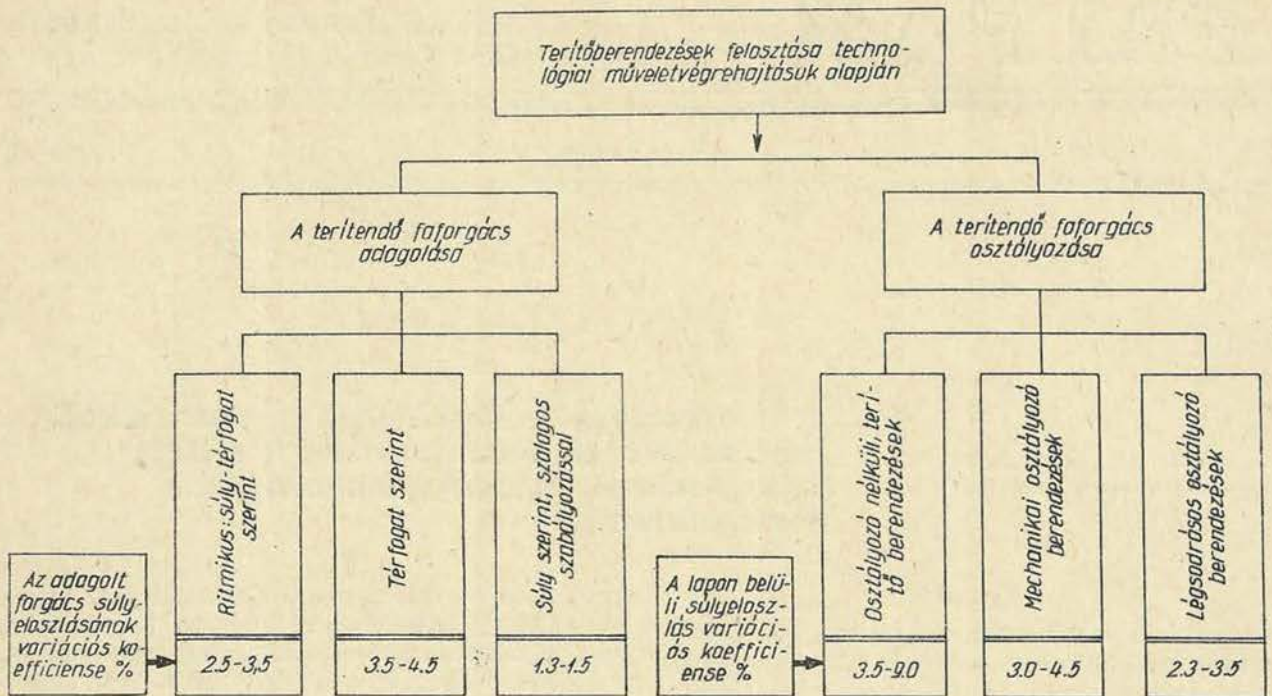 Terítőberendezések felosztása techno-
lógiai műveletvégrehajtásuk alapján
A terítendő faforgács
adagolása
A terítendő faforgács
osztályozása
Ritmikus: súly-térfogat
szerint
Térfogat szerint
Súly szerint, szalagos
szabályozással
Osztályozó nélküli, terí-
tő berendezések
Mechanikai osztályozó
berendezések
Légsodrásos osztályozó
berendezések
Az adagolt
forgács súly-
eloszlásának
variációs ko-
efficiense %
2.5-3,5
3.5-4.5
1.3-1.5
A lapon belü-
li súlyelosz-
lás variáci-
ós koeffici-
ense %
3.5-9.0
3.0-4.5
2.3-3.5